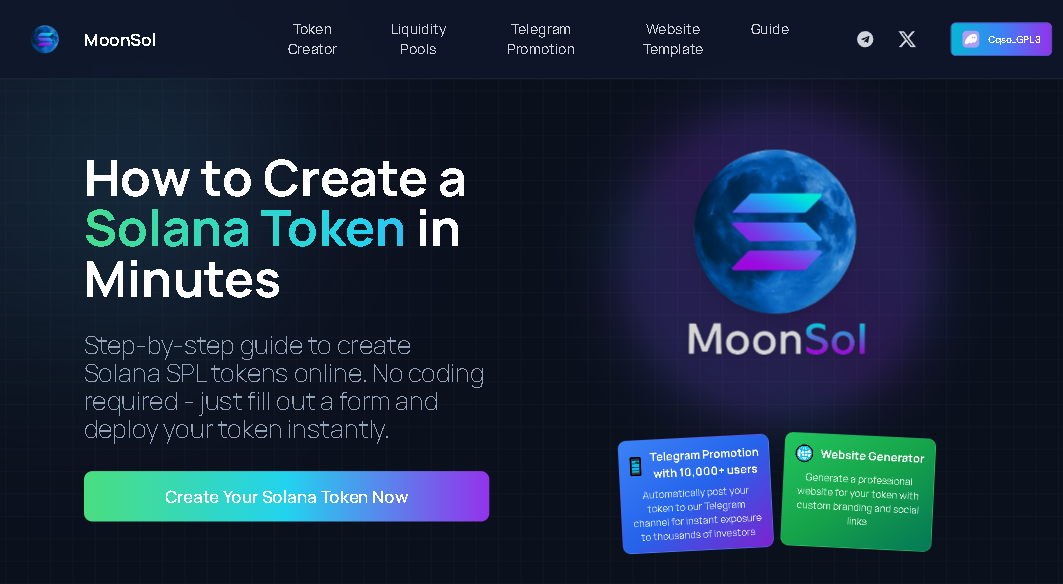 MoonSol
Token
Creator
Liquidity
Pools
Telegram
Promotion
Website
Template
Guide
Cqso_GPL3
How to Create a
Solana Token in
Minutes
Step-by-step guide to create
Solana SPL tokens online. No coding
required - just fill out a form and
deploy your token instantly.
Create Your Solana Token Now
MoonSol
Telegram Promotion
with 10,000+ users
Automatically post your
token to our Telegram
channel for instant exposure
to thousands of investors
Website Generator
Generate a professional
website for your token with
custom branding and social
links